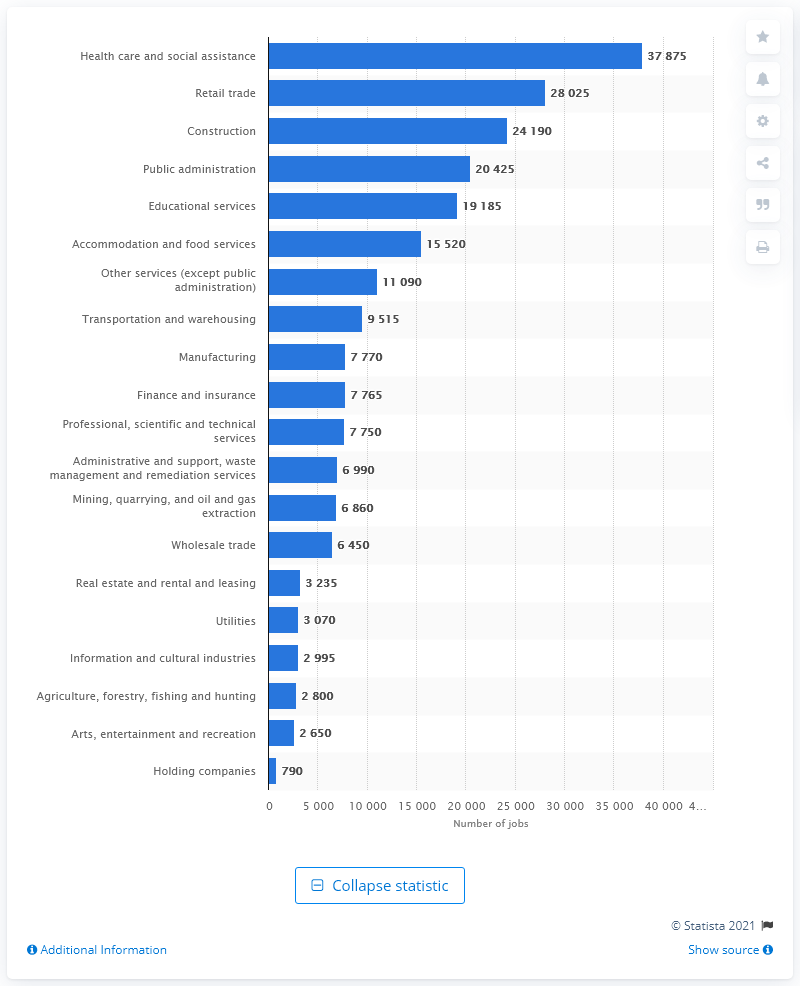 Health care and social assistance 37 875
Retail trade 28 025
Construction 24 190
Public administration 20 425
Educational services 19 185
Accommodation and food services 15 520
Other services (except public
administration) 11 090
Transportation and warehousing 9 515
Manufacturing 7 770
Finance and insurance 7 765
Professional, scientific and technical
services 7 750
Administrative and support, waste
management and remediation services 6 990
Mining, quarrying, and oil and gas
extraction 6 860
Wholesale trade 6 450
Real estate and rental and leasing 3 235
Utilities 3 070
Information and cultural industries 2 995
Agriculture, forestry, fishing and hunting 2 800
Arts, entertainment and recreation 2 650
Holding companies 790
0 5 000 10 000 15 000 20 000 25 000 30 000 35 000 40 000 4…
Number of jobs
Collapse statistic
© Statista 2021
Additional Information Show source